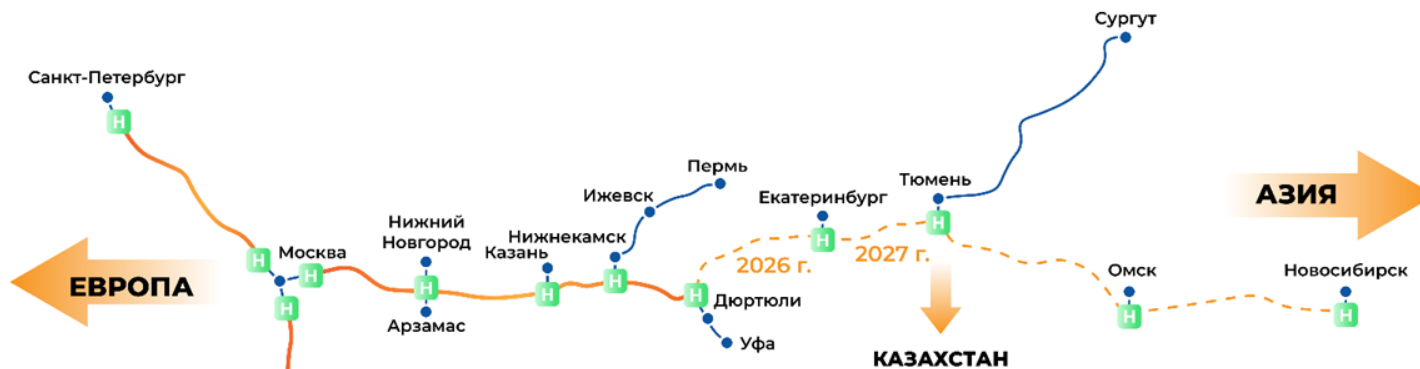 Сургут
Санкт-Петербург
H
Пермь
Ижевск
Тюмень
Екатеринбург
H
H
АЗИЯ
Нижний
Новгород
Нижнекамск
Казань
Москва
H
H
H
H
H
H
H
2026 г.
2027 г.
ЕВРОПА
Арзамас
Дюртюли
Уфа
КАЗАХСТАН
Омск
H
Новосибирск
H